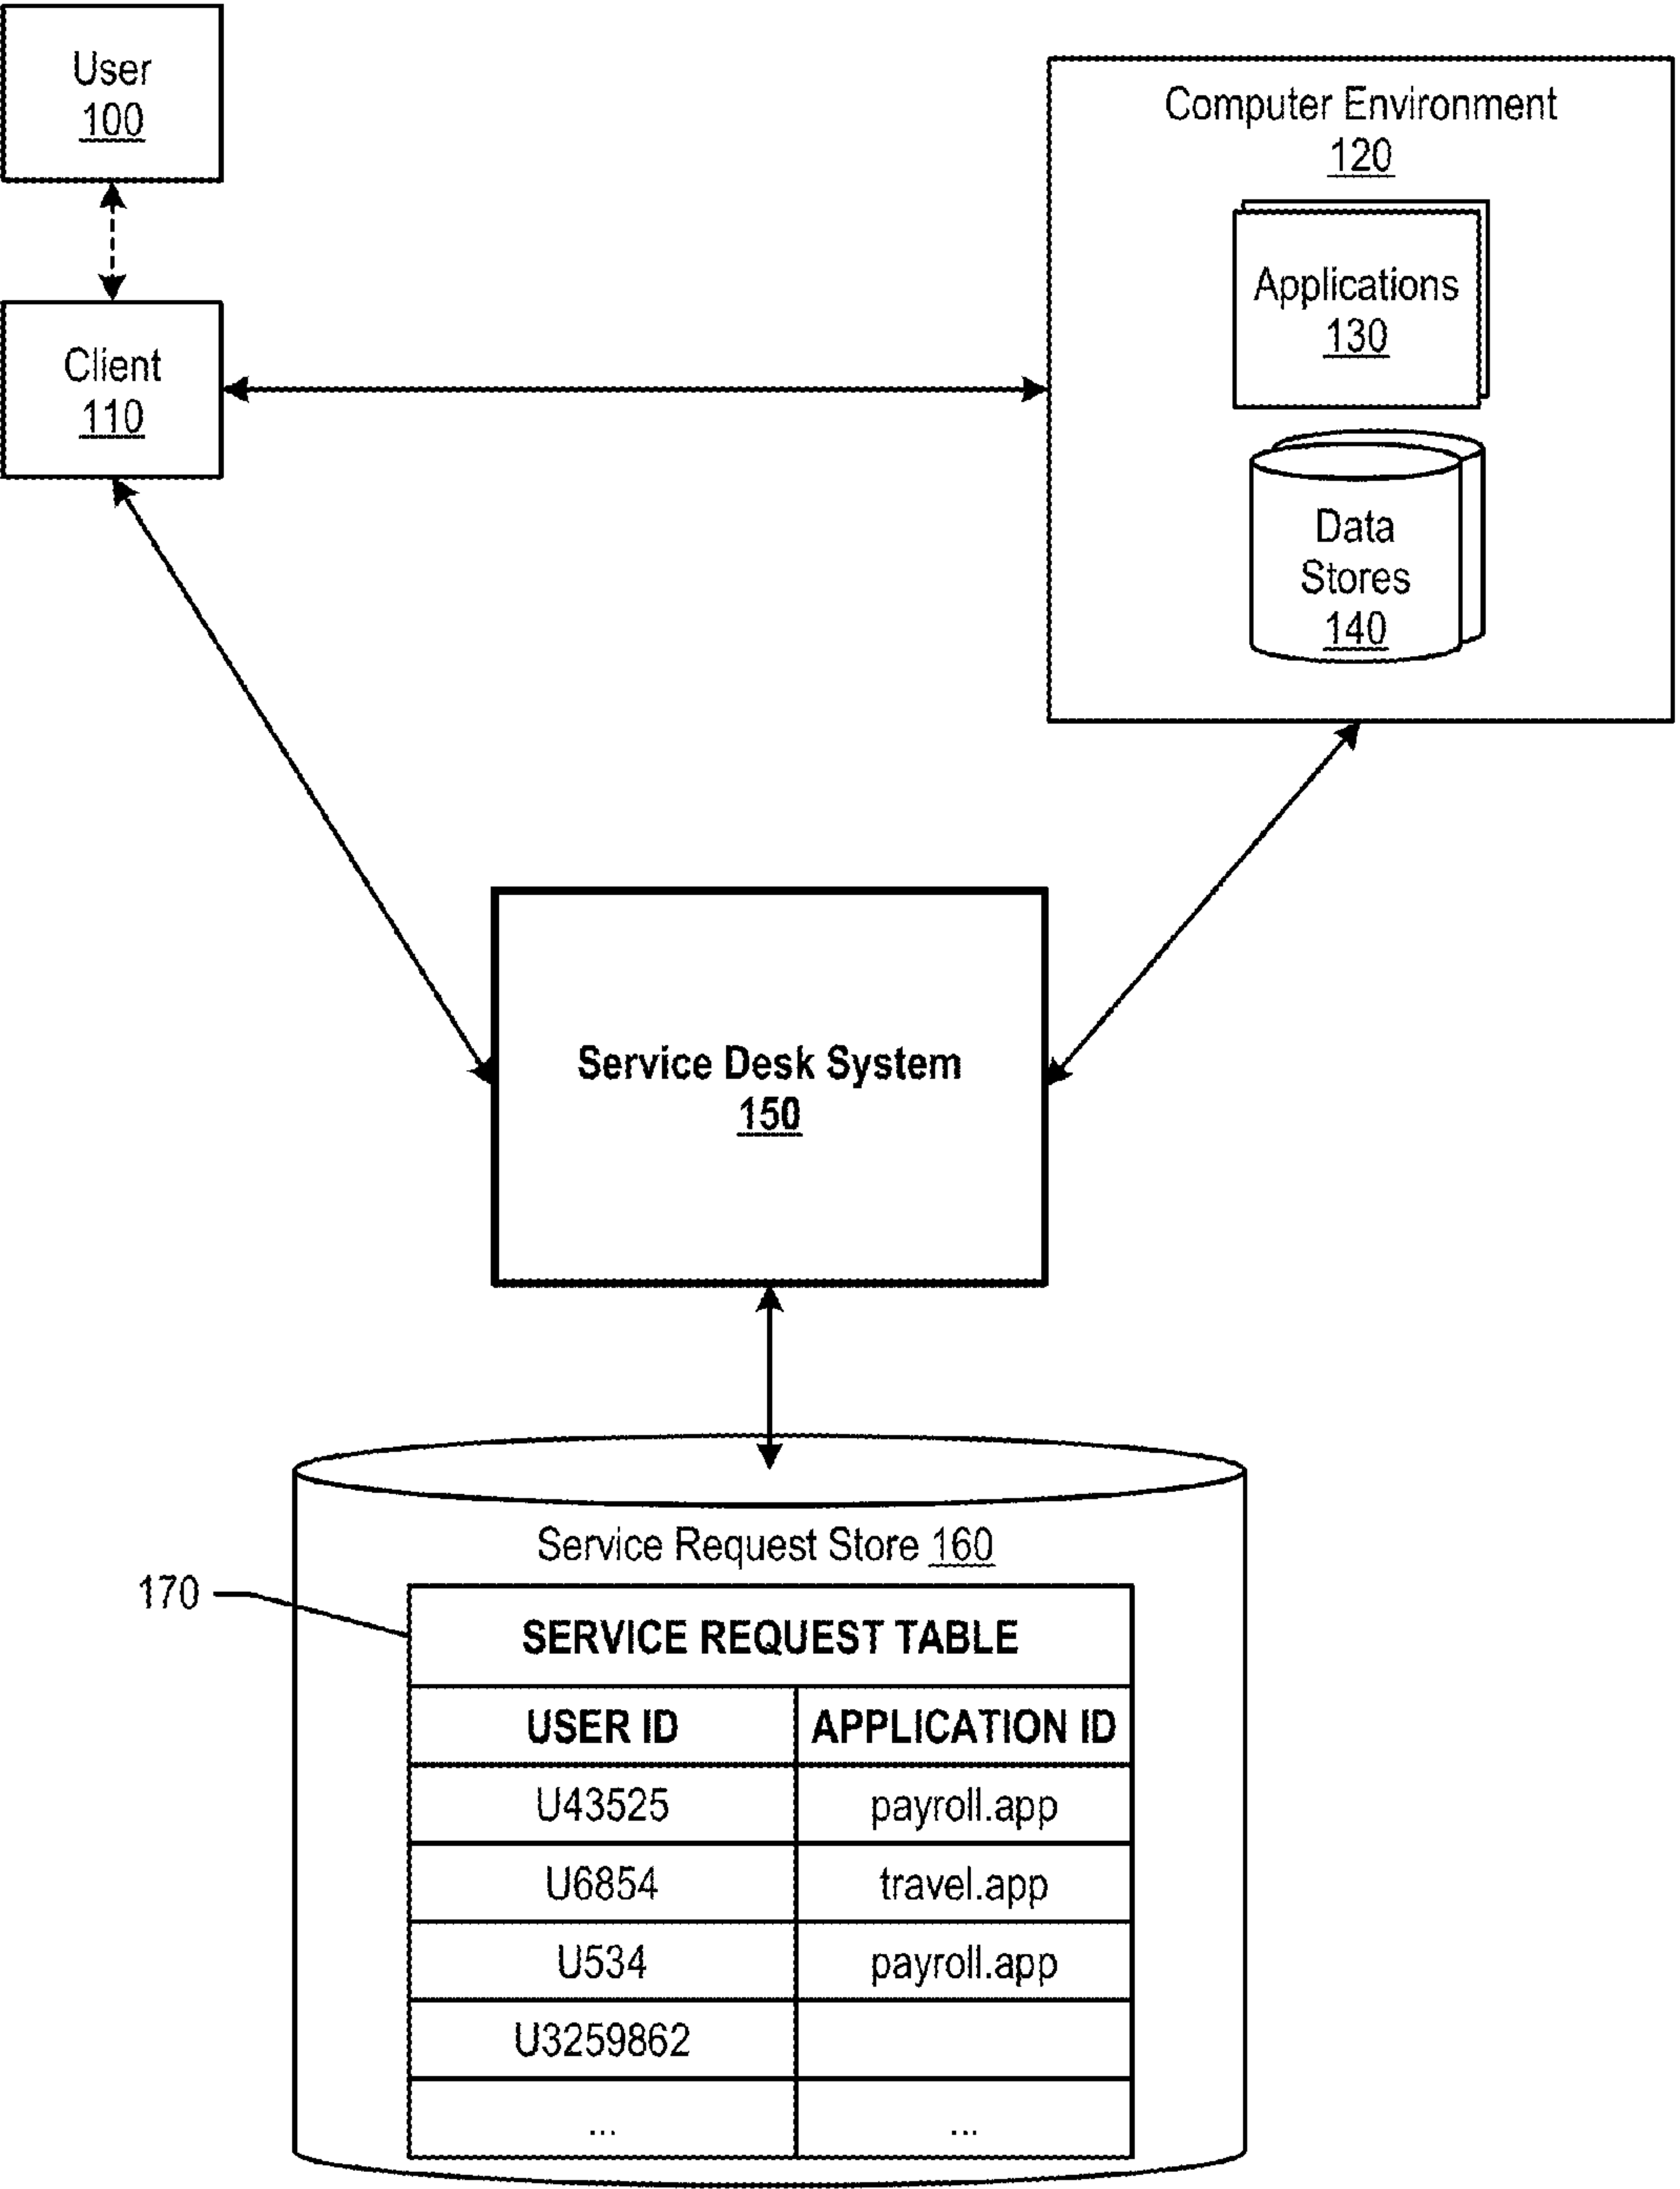 User
100
Client
110
Computer Environment
120
Applications
130
Data
Stores
140
Service Desk System
150
Service Request Store 160
170
SERVICE REQUEST TABLE
USER ID APPLICATION ID
U43525 payroll.app
U6854 travel.app
U534 payroll.app
U3259862
... ...